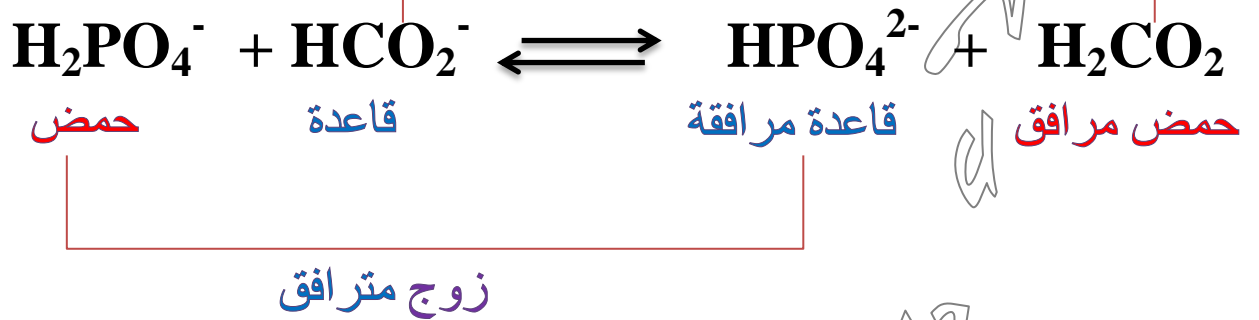 H₂PO₄⁻ + HCO₂⁻ ⇌ HPO₄²⁻ + H₂CO₂
حمض قاعدة قاعدة مرافقة حمض مرافق
زوج مترافق